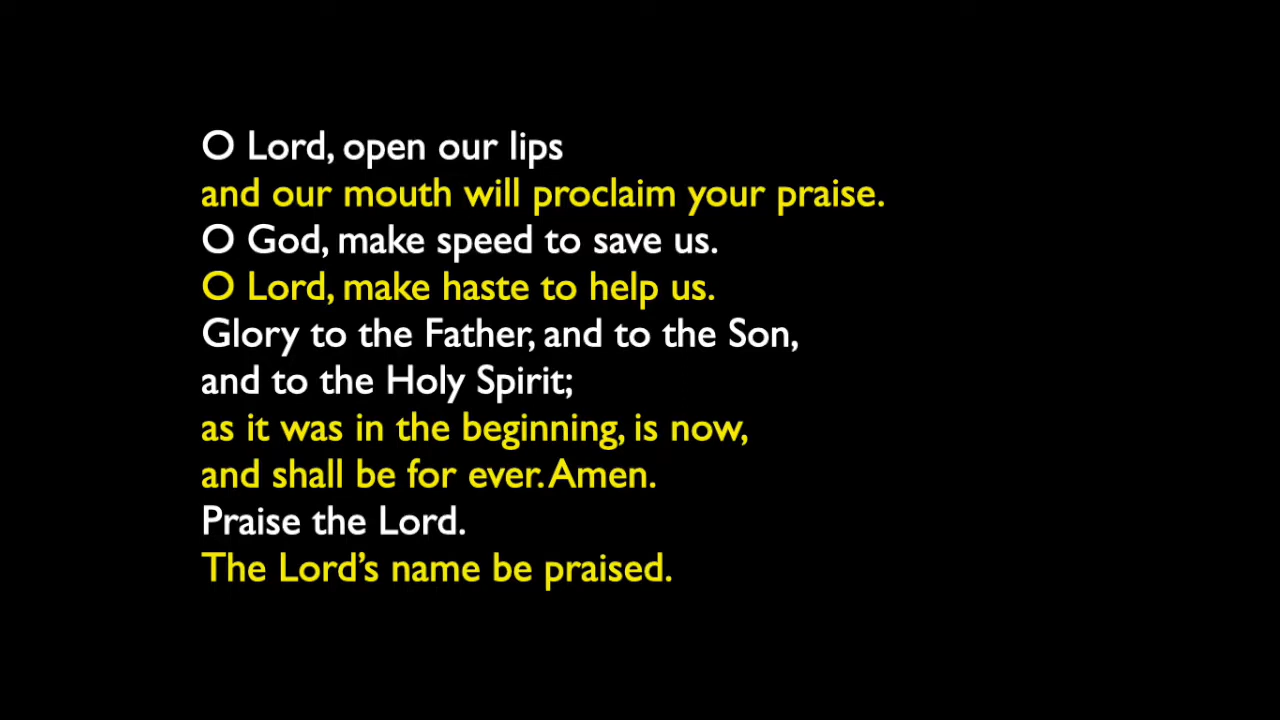 O Lord, open our lips
and our mouth will proclaim your praise.
O God, make speed to save us.
O Lord, make haste to help us.
Glory to the Father, and to the Son,
and to the Holy Spirit;
as it was in the beginning, is now,
and shall be for ever. Amen.
Praise the Lord.
The Lord’s name be praised.